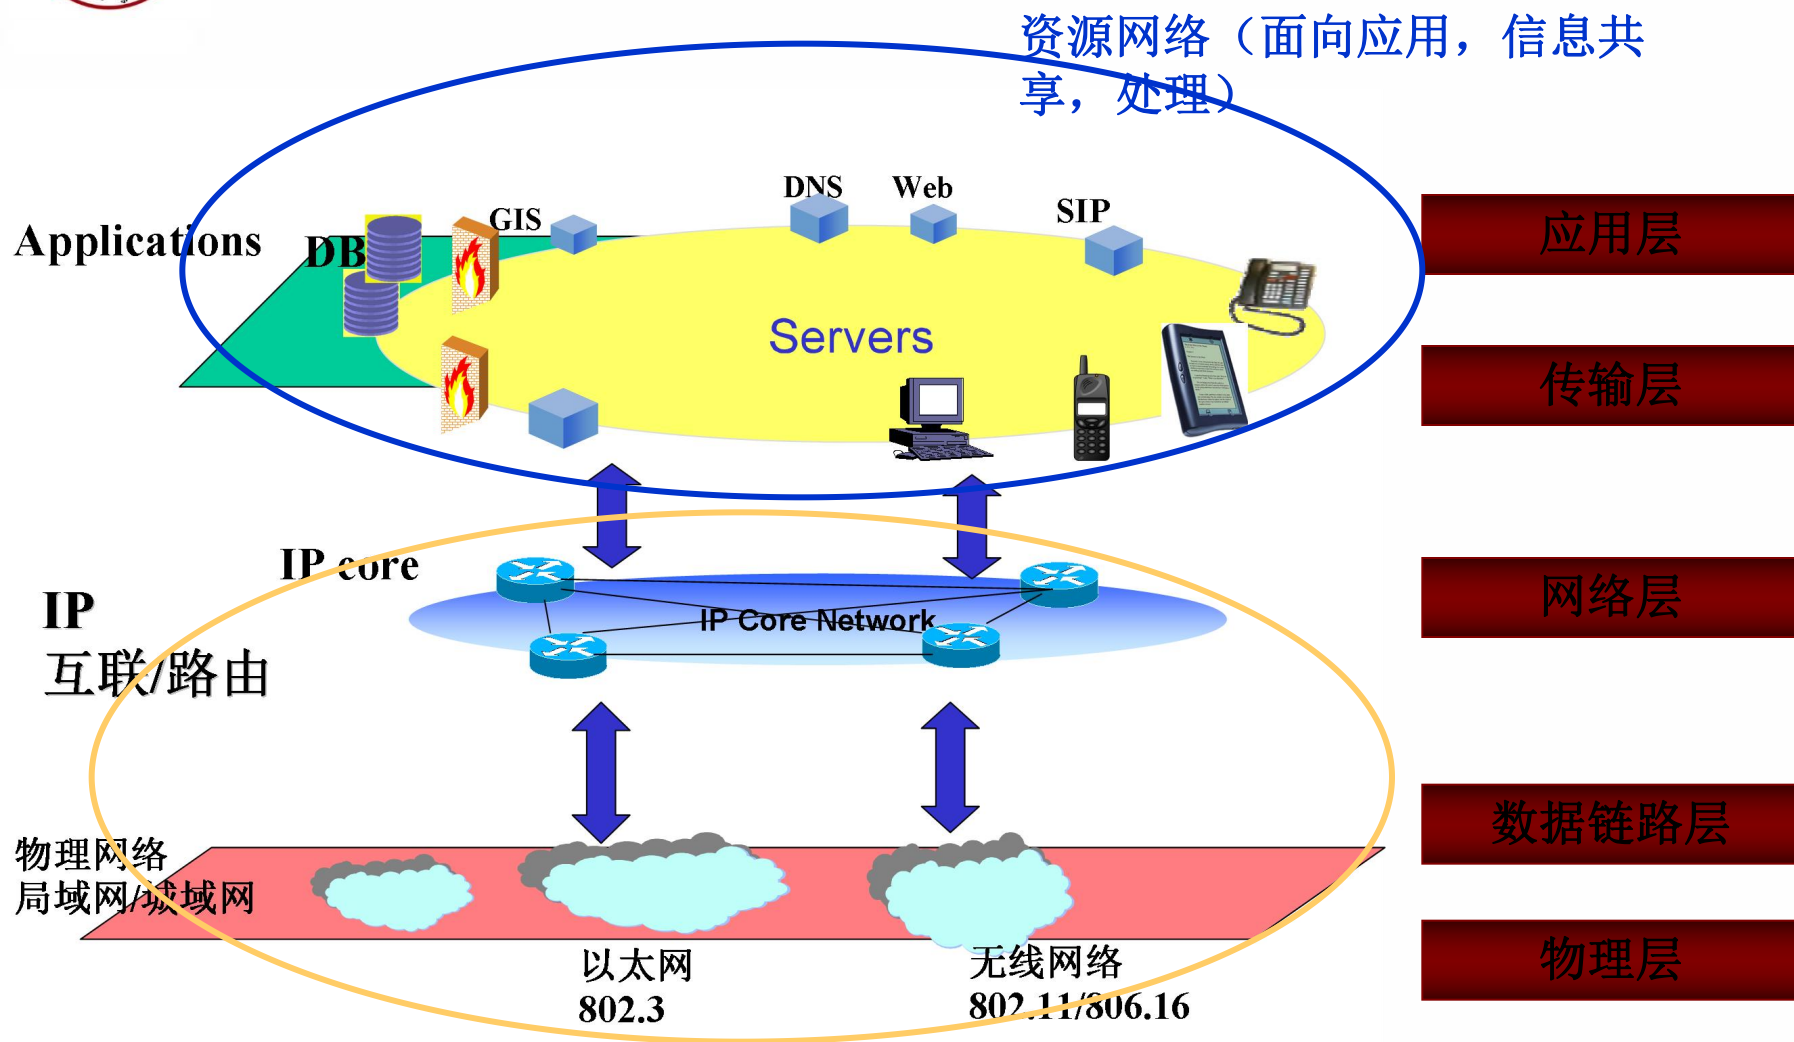 资源网络（面向应用，信息共
享，处理）
DNS
Web
SIP
GIS
Applications
DB
应用层
Servers
传输层
IP core
IP
互联/路由
IP Core Network
网络层
数据链路层
物理网络
局域网/城域网
物理层
以太网
802.3
无线网络
802.11/806.16